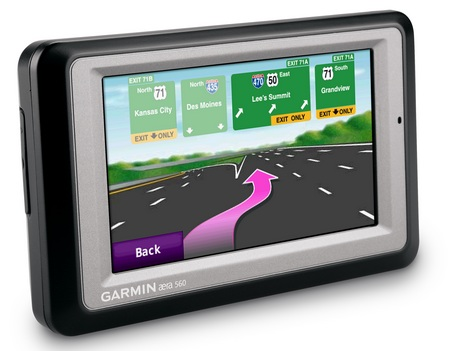 EXIT 71B
North 71
Kansas City
EXIT ONLY
North 435
Des Moines
EXIT 71A
470 50 East
Lee's Summit
EXIT ONLY
EXIT 71A
71 South
Grandview
EXIT ONLY
Back
GARMIN aera 560